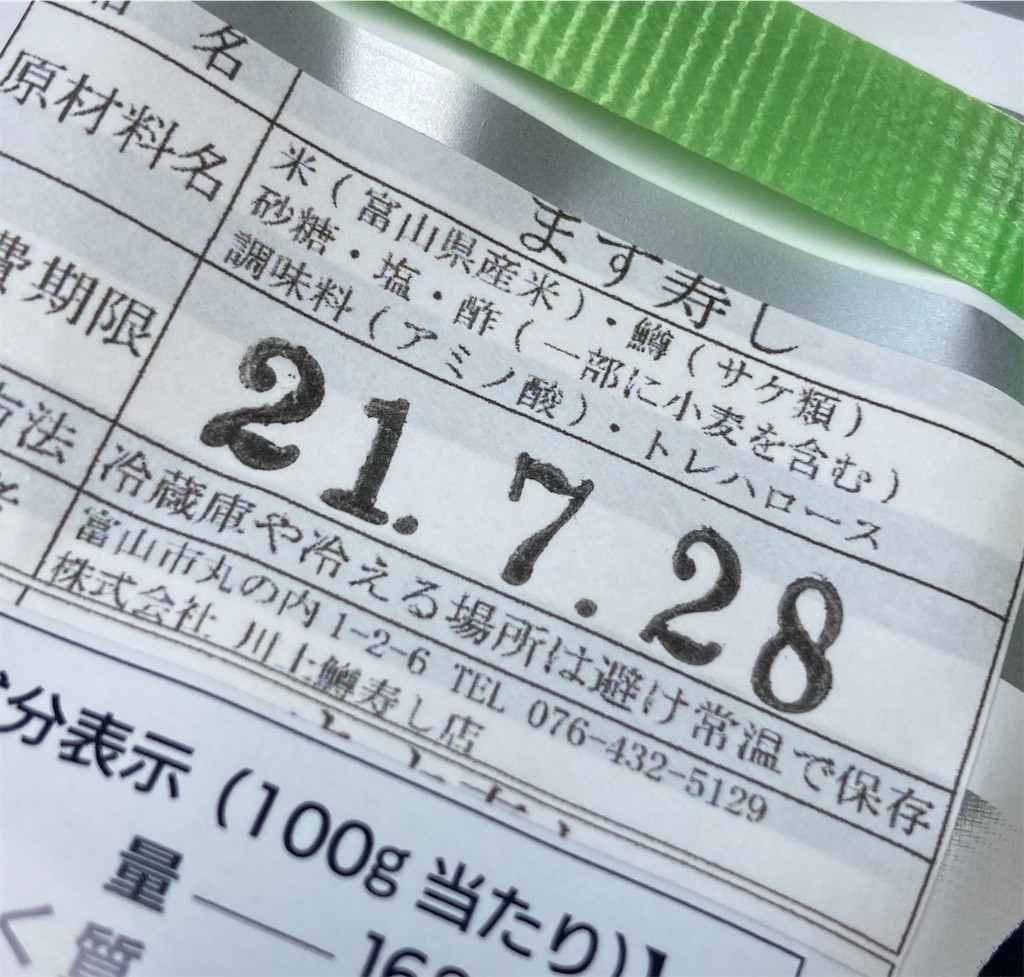 名
ます寿し
原材料名
米(富山県産米)・鱒(サケ類)
砂糖・塩・酢(一部に小麦を含む)
調味料(アミノ酸)・トレハロース
費期限
21.7.28
方法
冷蔵庫や冷える場所は避け常温で保存
者
富山市丸の内1-2-6 TEL 076-432-5129
株式会社 川上鱒寿し店
分表示(100g当たり)】
量
く質